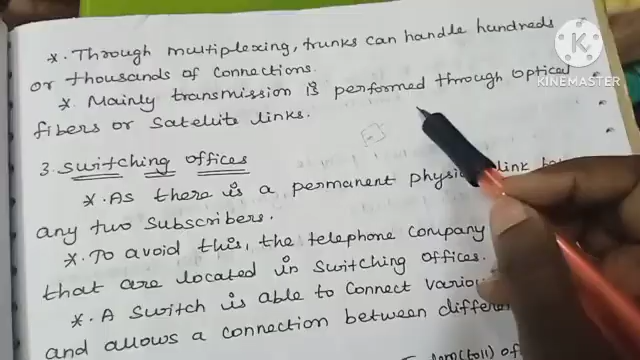 *. Through multiplexing, trunks can handle hundreds
or thousands of connections.
*. Mainly transmission is performed through optical
fibers or satelite links.
3. Switching offices
*. As there is a permanent physical link
any two subscribers.
*. To avoid this, the telephone company
that are located in switching offices.
*. A switch is able to connect
and allows a connection between
K
KINEMASTER